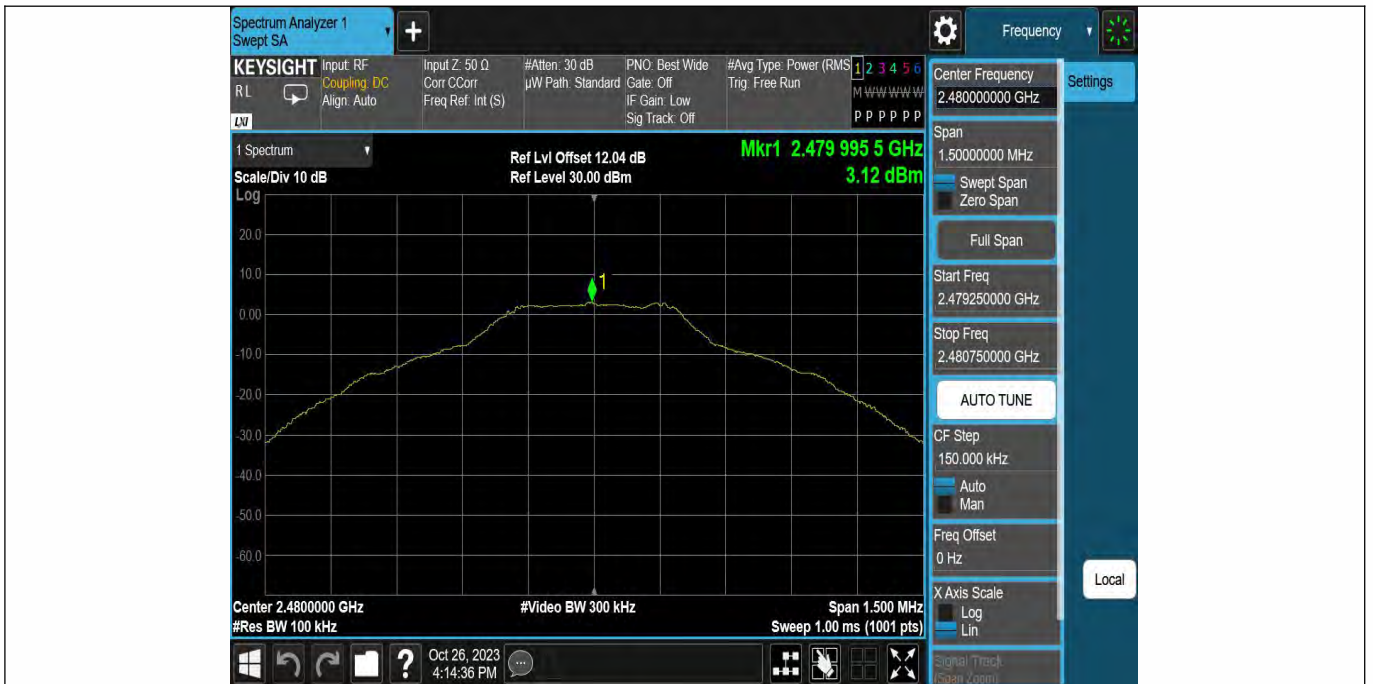 Spectrum Analyzer 1
Swept SA
+
Frequency
KEYSIGHT
RL
LXI
Input: RF
Coupling: DC
Align: Auto
Input Z: 50 Ω
Corr CCorr
Freq Ref: Int (S)
#Atten: 30 dB
µW Path: Standard
PNO: Best Wide
Gate: Off
IF Gain: Low
Sig Track: Off
#Avg Type: Power (RMS
Trig: Free Run
1 2 3 4 5 6
M W W W W W
P P P P P P
1 Spectrum
Scale/Div 10 dB
Log
Ref Lvl Offset 12.04 dB
Ref Level 30.00 dBm
Mkr1 2.479 995 5 GHz
3.12 dBm
1
20.0
10.0
0.00
-10.0
-20.0
-30.0
-40.0
-50.0
-60.0
Center 2.4800000 GHz
#Res BW 100 kHz
#Video BW 300 kHz
Span 1.500 MHz
Sweep 1.00 ms (1001 pts)
Center Frequency
2.480000000 GHz
Settings
Span
1.50000000 MHz
Swept Span
Zero Span
Full Span
Start Freq
2.479250000 GHz
Stop Freq
2.480750000 GHz
AUTO TUNE
CF Step
150.000 kHz
Auto
Man
Freq Offset
0 Hz
X Axis Scale
Log
Lin
Signal Track
(Span Zoom)
Local
?
Oct 26, 2023
4:14:36 PM